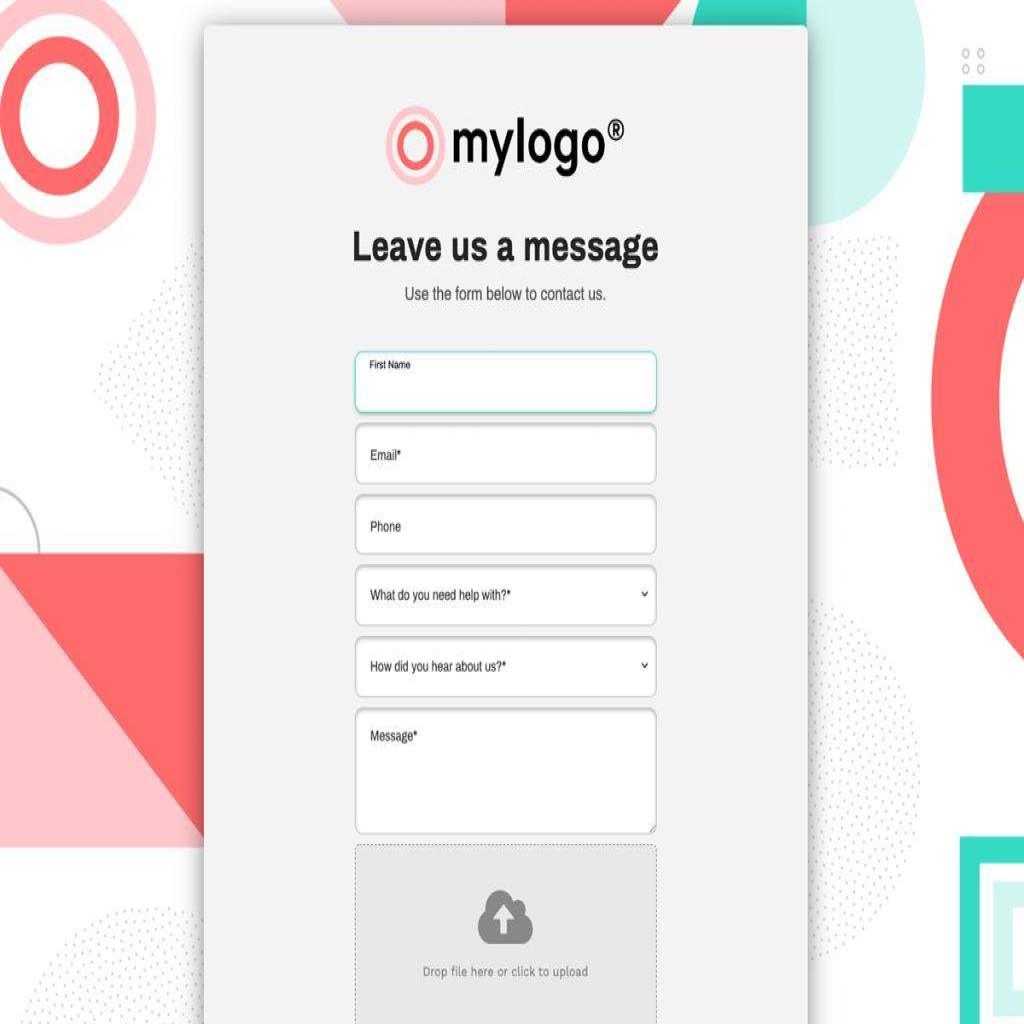 mylogo®
Leave us a message
Use the form below to contact us.
First Name
Email*
Phone
What do you need help with?*
How did you hear about us?*
Message*
Drop file here or click to upload